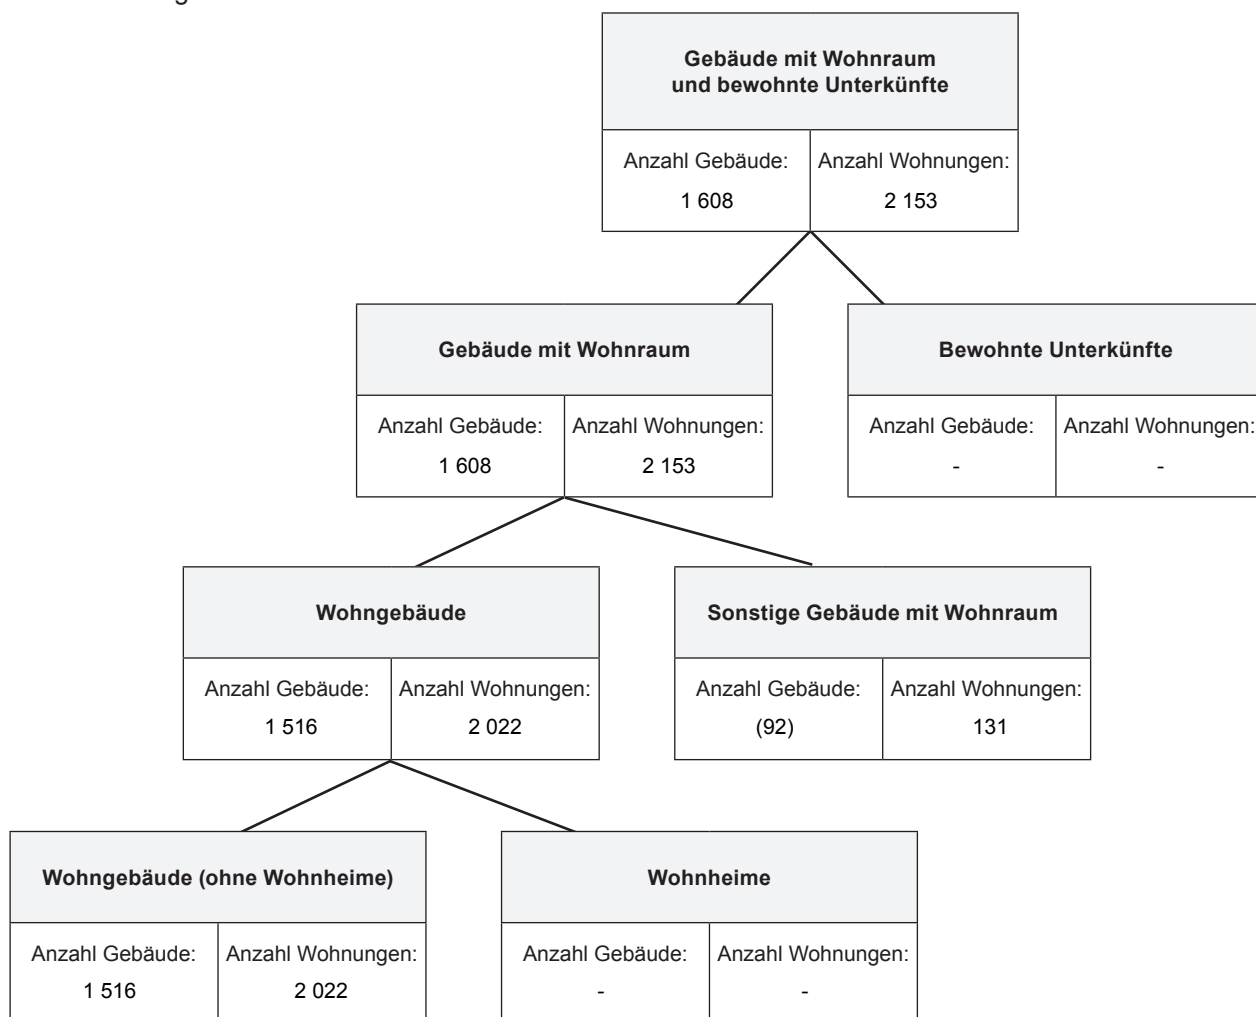 Gebäude mit Wohnraum
und bewohnte Unterkünfte
Anzahl Gebäude: Anzahl Wohnungen:
1 608 2 153
Gebäude mit Wohnraum Bewohnte Unterkünfte
Anzahl Gebäude: Anzahl Wohnungen: Anzahl Gebäude: Anzahl Wohnungen:
1 608 2 153 - -
Wohngebäude Sonstige Gebäude mit Wohnraum
Anzahl Gebäude: Anzahl Wohnungen: Anzahl Gebäude: Anzahl Wohnungen:
1 516 2 022 (92) 131
Wohngebäude (ohne Wohnheime) Wohnheime
Anzahl Gebäude: Anzahl Wohnungen: Anzahl Gebäude: Anzahl Wohnungen:
1 516 2 022 - -